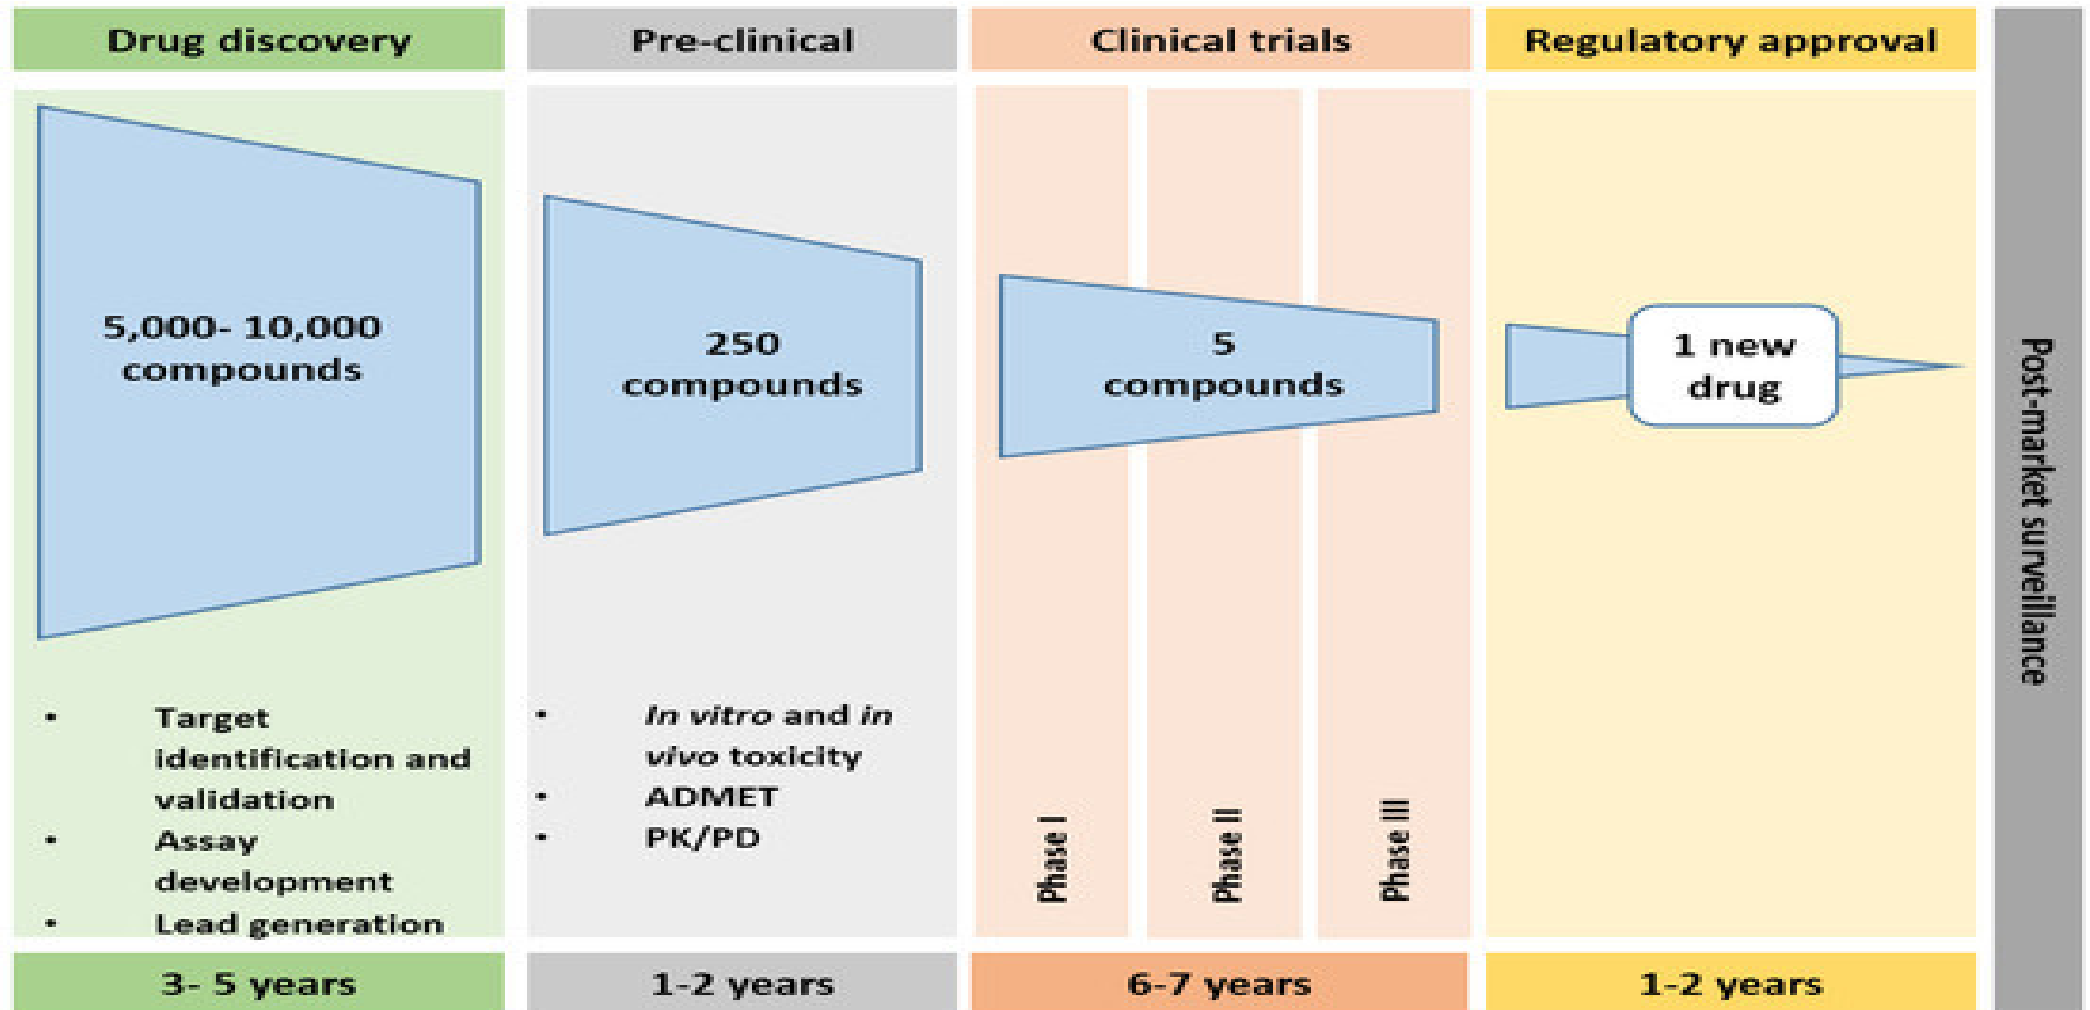 Drug discovery
Pre-clinical
Clinical trials
Regulatory approval
5,000- 10,000
compounds
250
compounds
5
compounds
1 new
drug
Post-market surveillance
• Target
identification and
validation
• Assay
development
• Lead generation
• In vitro and in
vivo toxicity
• ADMET
• PK/PD
Phase I
Phase II
Phase III
3- 5 years
1-2 years
6-7 years
1-2 years